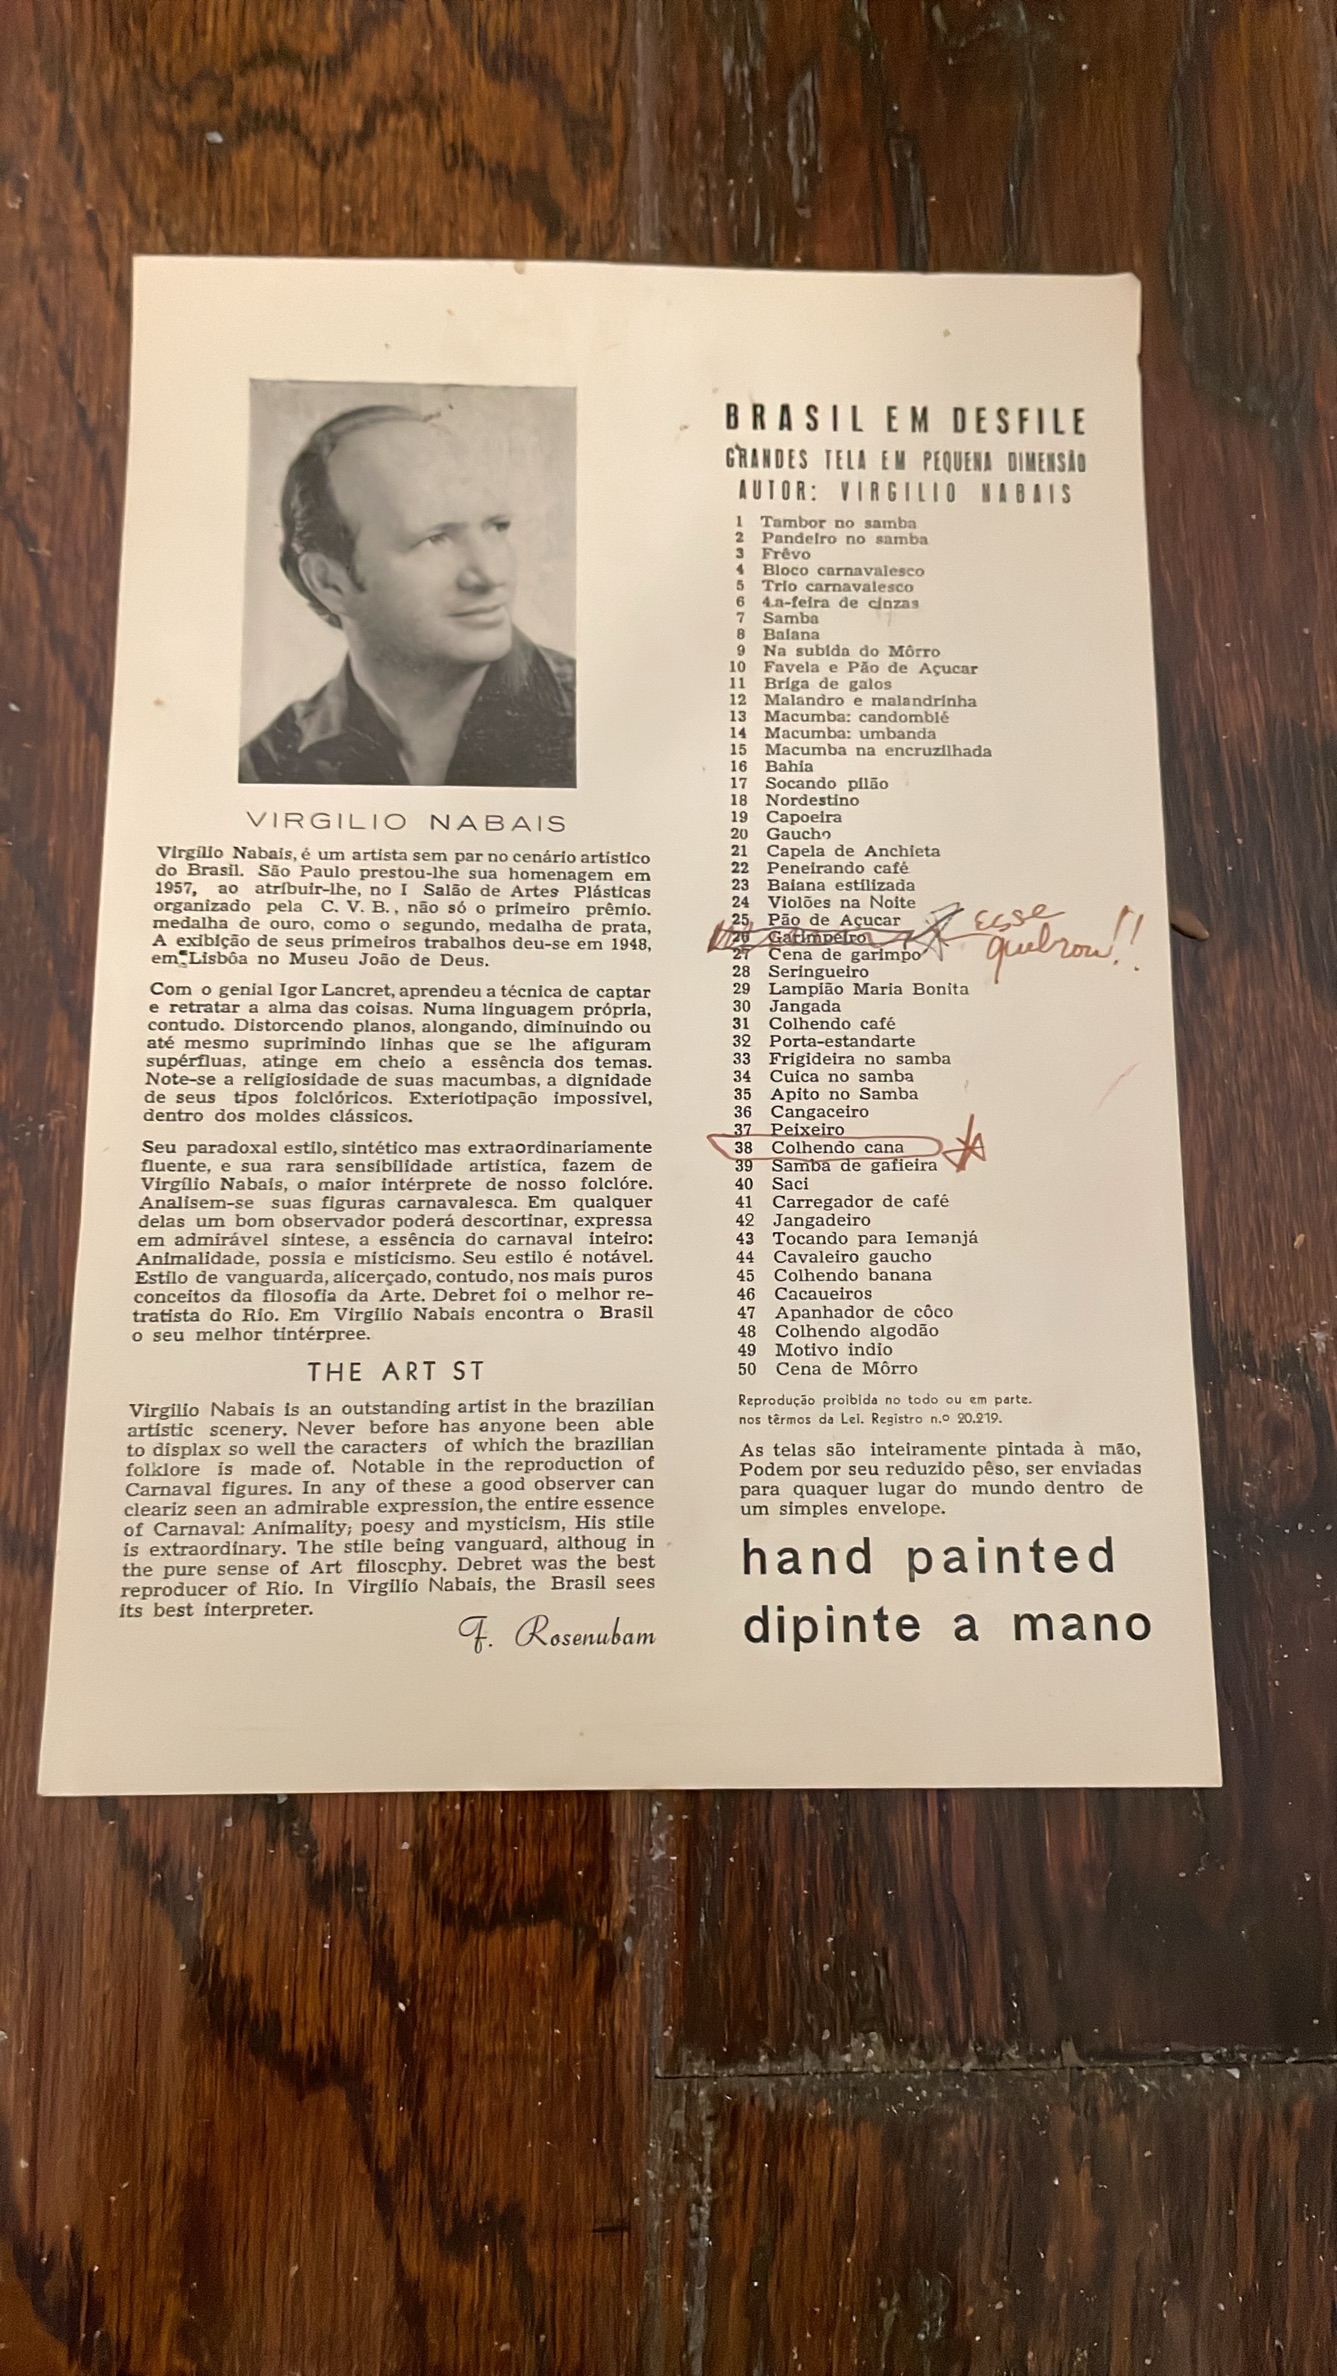 VIRGILIO NABAIS
Virgílio Nabais, é um artista sem par no cenário artístico
do Brasil. São Paulo prestou-lhe sua homenagem em
1957, ao atribuir-lhe, no I Salão de Artes Plásticas
organizado pela C. V. B., não só o primeiro prêmio.
medalha de ouro, como o segundo, medalha de prata,
A exibição de seus primeiros trabalhos deu-se em 1948,
em Lisbôa no Museu João de Deus.
Com o genial Igor Lancret, aprendeu a técnica de captar
e retratar a alma das coisas. Numa linguagem própria,
contudo. Distorcendo planos, alongando, diminuindo ou
até mesmo suprimindo linhas que se lhe afiguram
supérfluas, atinge em cheio a essência dos temas.
Note-se a religiosidade de suas macumbas, a dignidade
de seus tipos folclóricos. Exteriotipação impossivel,
dentro dos moldes clássicos.
Seu paradoxal estilo, sintético mas extraordinariamente
fluente, e sua rara sensibilidade artistica, fazem de
Virgílio Nabais, o maior intérprete de nosso folclóre.
Analisem-se suas figuras carnavalesca. Em qualquer
delas um bom observador poderá descortinar, expressa
em admirável síntese, a essência do carnaval inteiro:
Animalidade, possia e misticismo. Seu estilo é notável.
Estilo de vanguarda, alicerçado, contudo, nos mais puros
conceitos da filosofia da Arte. Debret foi o melhor re-
tratista do Rio. Em Virgílio Nabais encontra o Brasil
o seu melhor tintérpree.
THE ART ST
Virgilio Nabais is an outstanding artist in the brazilian
artistic scenery. Never before has anyone been able
to displax so well the caracters of which the brazilian
folklore is made of. Notable in the reproduction of
Carnaval figures. In any of these a good observer can
cleariz seen an admirable expression, the entire essence
of Carnaval: Animality; poesy and mysticism, His stile
is extraordinary. The stile being vanguard, althoug in
the pure sense of Art filoscphy. Debret was the best
reproducer of Rio. In Virgílio Nabais, the Brasil sees
its best interpreter.
F. Rosenubam
BRASIL EM DESFILE
GRANDES TELA EM PEQUENA DIMENSÃO
AUTOR: VIRGILIO NABAIS
1 Tambor no samba
2 Pandeiro no samba
3 Frêvo
4 Bloco carnavalesco
5 Trio carnavalesco
6 4.a-feira de cinzas
7 Samba
8 Baiana
9 Na subida do Môrro
10 Favela e Pão de Açucar
11 Briga de galos
12 Malandro e malandrinha
13 Macumba: candomblé
14 Macumba: umbanda
15 Macumba na encruzilhada
16 Bahia
17 Socando pilão
18 Nordestino
19 Capoeira
20 Gaucho
21 Capela de Anchieta
22 Peneirando café
23 Baiana estilizada
24 Violões na Noite
25 Pão de Açucar
26 Garimpeiro esse quebrou!!
27 Cena de garimpo
28 Seringueiro
29 Lampião Maria Bonita
30 Jangada
31 Colhendo café
32 Porta-estandarte
33 Frigideira no samba
34 Cuica no samba
35 Apito no Samba
36 Cangaceiro
37 Peixeiro
38 Colhendo cana
39 Samba de gafieira
40 Saci
41 Carregador de café
42 Jangadeiro
43 Tocando para Iemanjá
44 Cavaleiro gaucho
45 Colhendo banana
46 Cacaueiros
47 Apanhador de côco
48 Colhendo algodão
49 Motivo indio
50 Cena de Môrro
Reprodução proibida no todo ou em parte.
nos têrmos da Lei. Registro n.º 20.219.
As telas são inteiramente pintada à mão,
Podem por seu reduzido pêso, ser enviadas
para quaquer lugar do mundo dentro de
um simples envelope.
hand painted
dipinte a mano